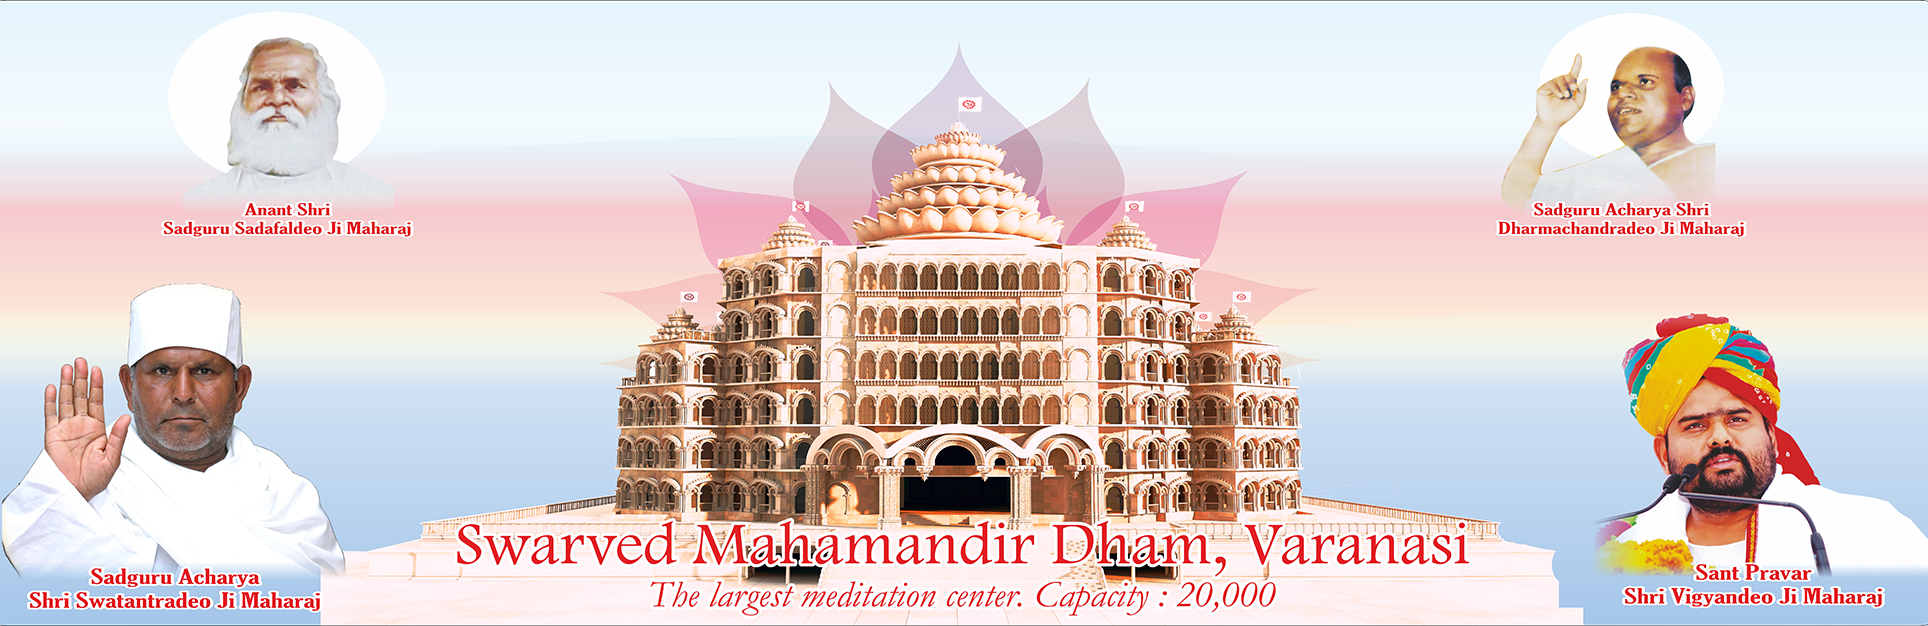 Anant Shri
Sadguru Sadafaldeo Ji Maharaj
Sadguru Acharya Shri
Dharmachandradeo Ji Maharaj
Sadguru Acharya
Shri Swatantradeo Ji Maharaj
Swarved Mahamandir Dham, Varanasi
The largest meditation center. Capacity : 20,000
Sant Pravar
Shri Vigyandeo Ji Maharaj